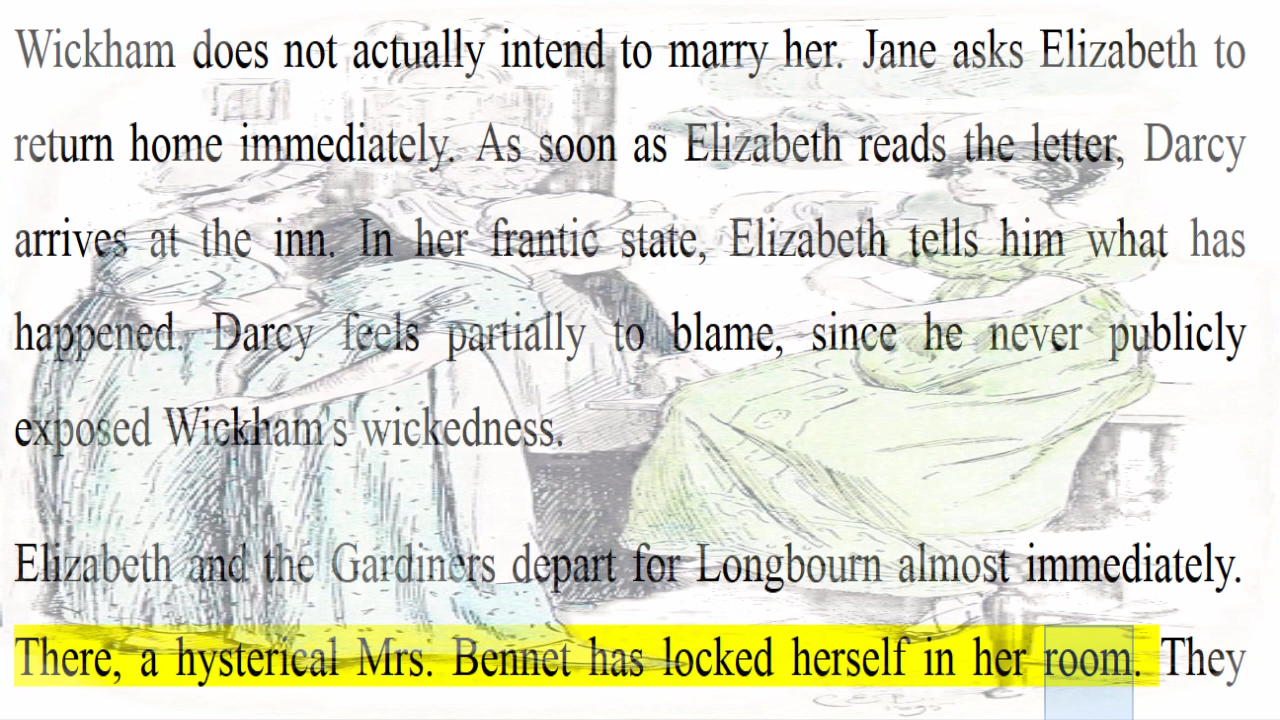 Wickham does not actually intend to marry her. Jane asks Elizabeth to
return home immediately. As soon as Elizabeth reads the letter, Darcy
arrives at the inn. In her frantic state, Elizabeth tells him what has
happened. Darcy feels partially to blame, since he never publicly
exposed Wickham's wickedness.
Elizabeth and the Gardiners depart for Longbourn almost immediately.
There, a hysterical Mrs. Bennet has locked herself in her room. They